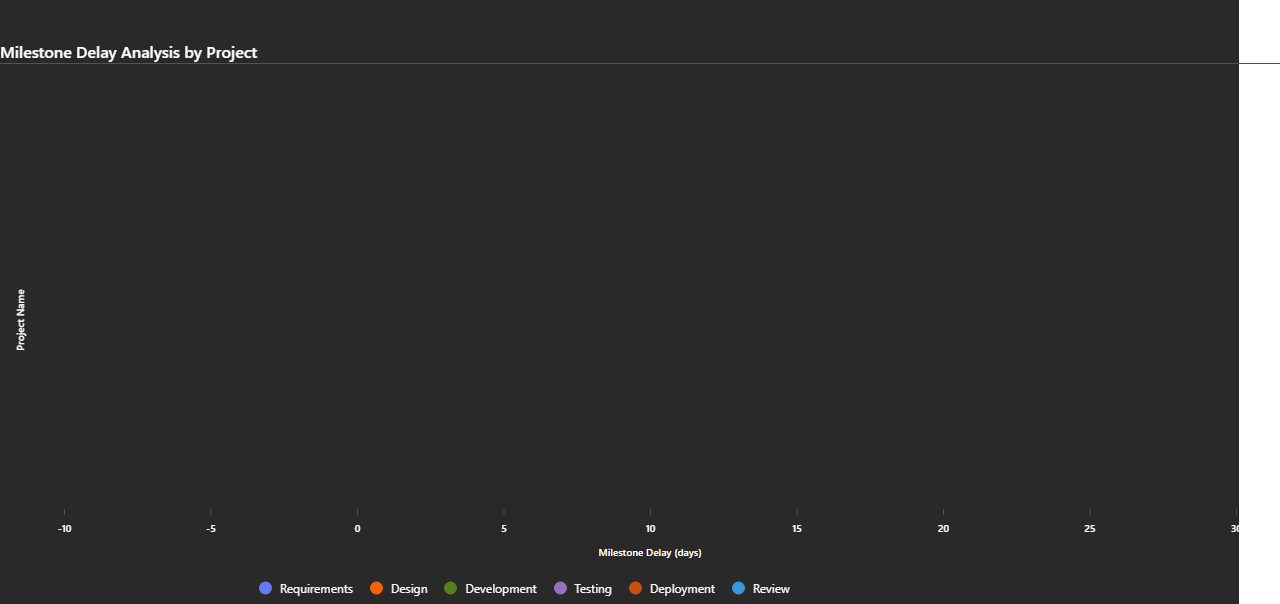 Milestone Delay Analysis by Project
Project Name
-10 -5 0 5 10 15 20 25 30
Milestone Delay (days)
Requirements Design Development Testing Deployment Review